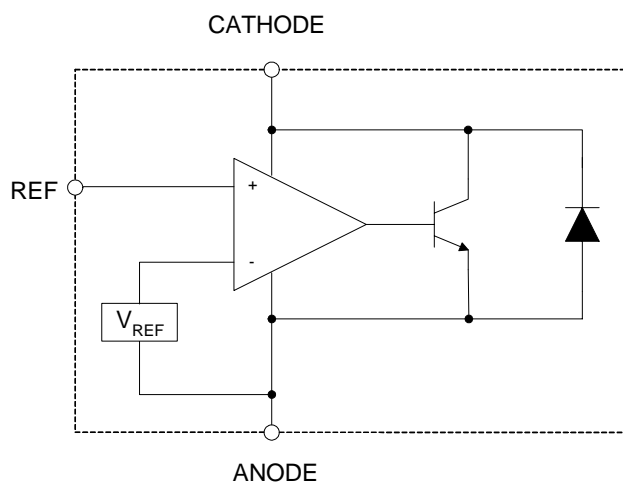 CATHODE
REF
+
-
VREF
ANODE